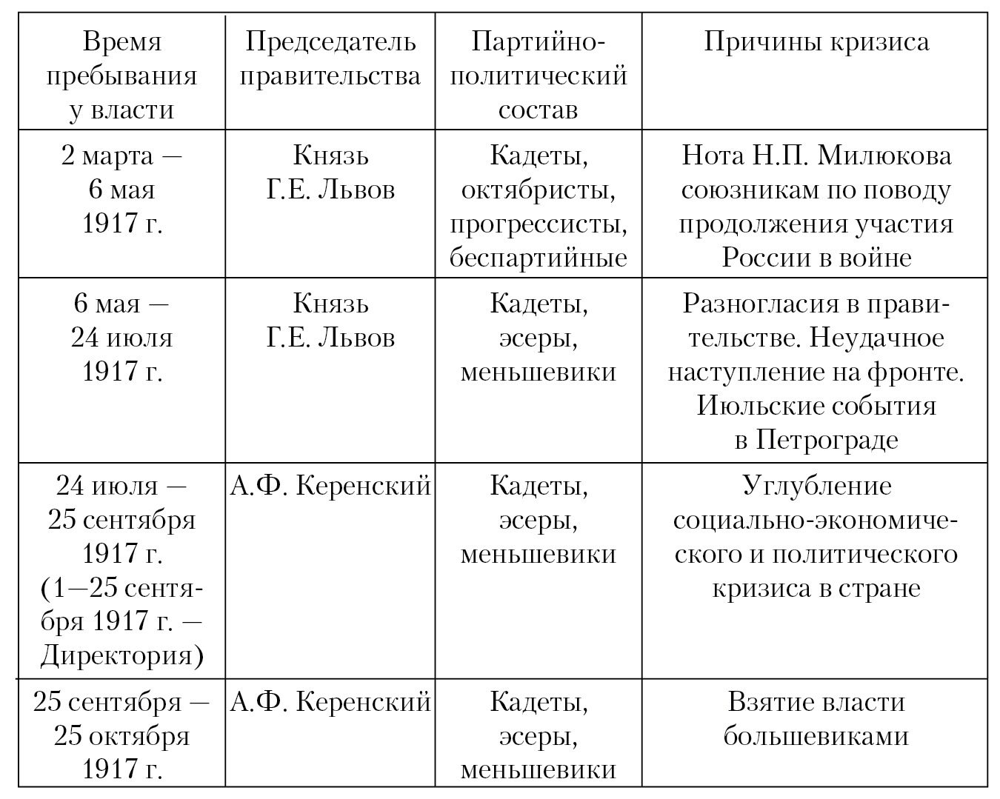 Время
пребывания
у власти
Председатель
правительства
Партийно-
политический
состав
Причины кризиса
2 марта —
6 мая
1917 г.
Князь
Г.Е. Львов
Кадеты,
октябристы,
прогрессисты,
беспартийные
Нота Н.П. Милюкова
союзникам по поводу
продолжения участия
России в войне
6 мая —
24 июля
1917 г.
Князь
Г.Е. Львов
Кадеты,
эсеры,
меньшевики
Разногласия в прави-
тельстве. Неудачное
наступление на фронте.
Июльские события
в Петрограде
24 июля —
25 сентября
1917 г.
(1—25 сентя-
бря 1917 г. —
Директория)
А.Ф. Керенский
Кадеты,
эсеры,
меньшевики
Углубление
социально-экономиче-
ского и политического
кризиса в стране
25 сентября —
25 октября
1917 г.
А.Ф. Керенский
Кадеты,
эсеры,
меньшевики
Взятие власти
большевиками